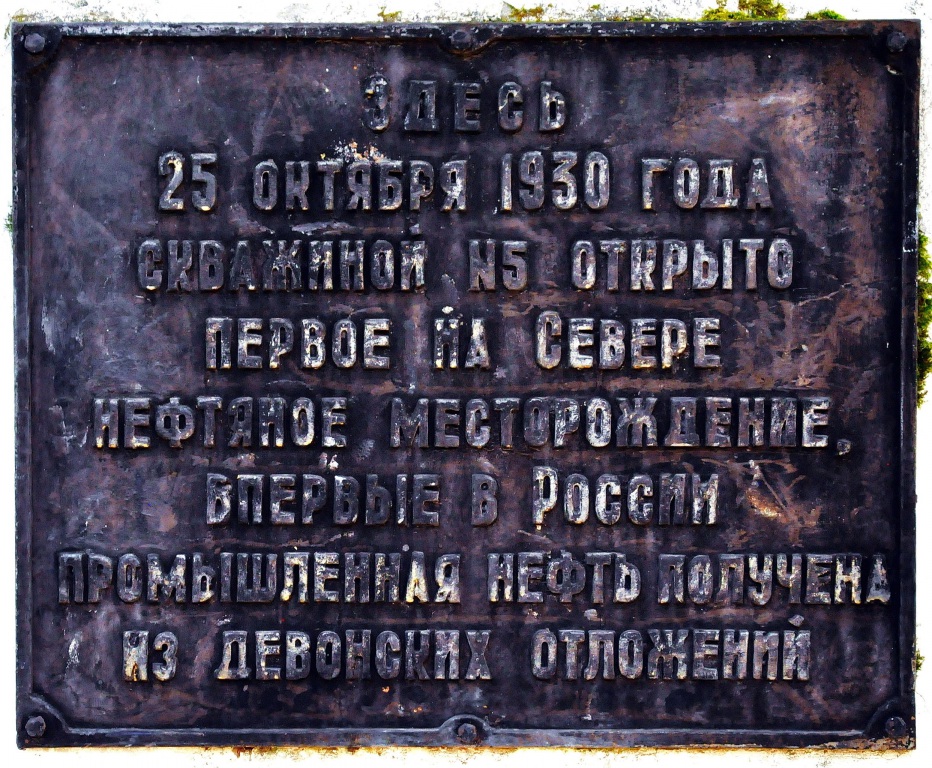 ЗДЕСЬ
25 ОКТЯБРЯ 1930 ГОДА
СКВАЖИНОЙ N5 ОТКРЫТО
ПЕРВОЕ НА СЕВЕРЕ
НЕФТЯНОЕ МЕСТОРОЖДЕНИЕ,
ВПЕРВЫЕ В РОССИИ
ПРОМЫШЛЕННАЯ НЕФТЬ ПОЛУЧЕНА
ИЗ ДЕВОНСКИХ ОТЛОЖЕНИЙ